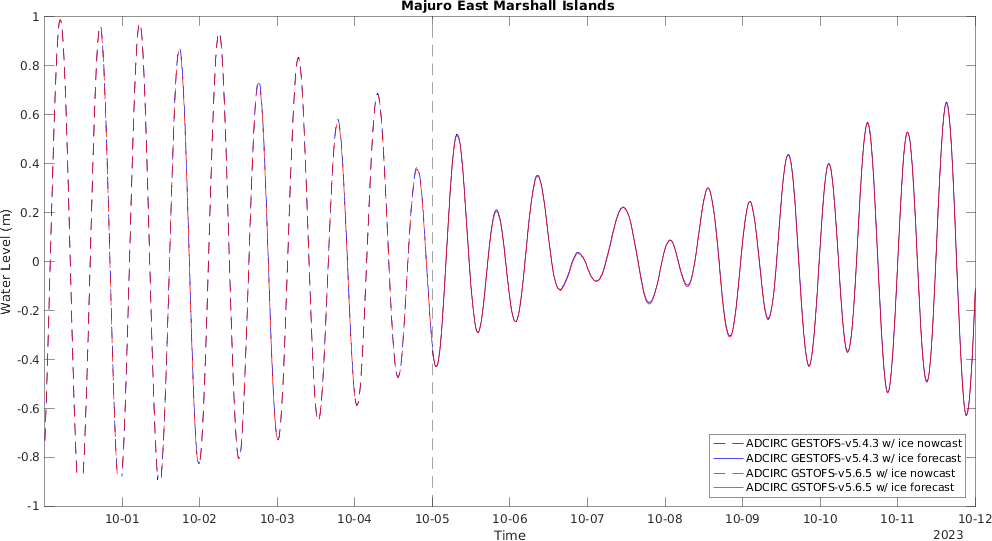 Majuro East Marshall Islands
1
0.8
0.6
0.4
0.2
0
-0.2
-0.4
-0.6
-0.8
-1
Water Level (m)
ADCIRC GESTOFS-v5.4.3 w/ ice nowcast
ADCIRC GESTOFS-v5.4.3 w/ ice forecast
ADCIRC GSTOFS-v5.6.5 w/ ice nowcast
ADCIRC GSTOFS-v5.6.5 w/ ice forecast
10-01 10-02 10-03 10-04 10-05 10-06 10-07 10-08 10-09 10-10 10-11 10-12
Time
2023